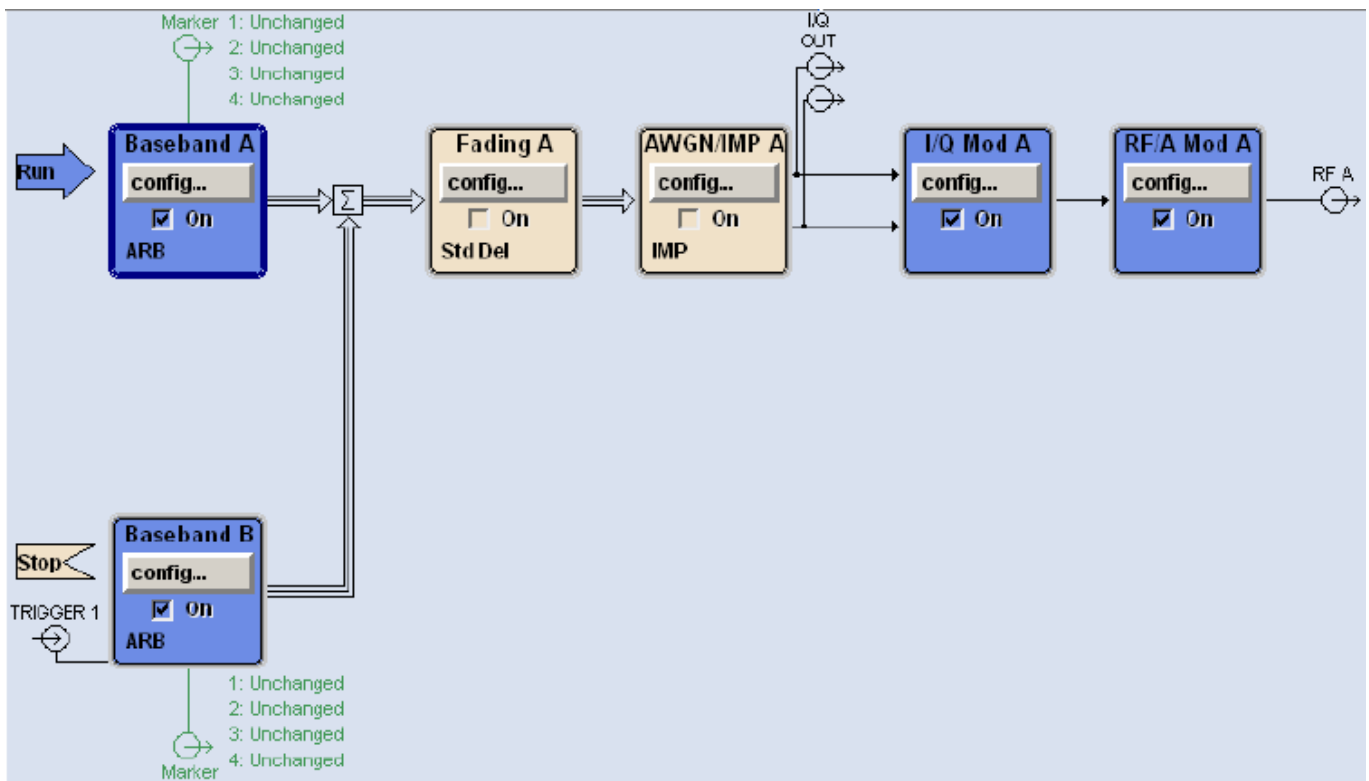 Marker 1: Unchanged
2: Unchanged
3: Unchanged
4: Unchanged
I/Q
OUT
Run
Baseband A
config...
On
ARB
Σ
Fading A
config...
On
Std Del
AWGN/IMP A
config...
On
IMP
I/Q Mod A
config...
On
RF/A Mod A
config...
On
RF A
Stop
TRIGGER 1
Baseband B
config...
On
ARB
1: Unchanged
2: Unchanged
3: Unchanged
4: Unchanged
Marker